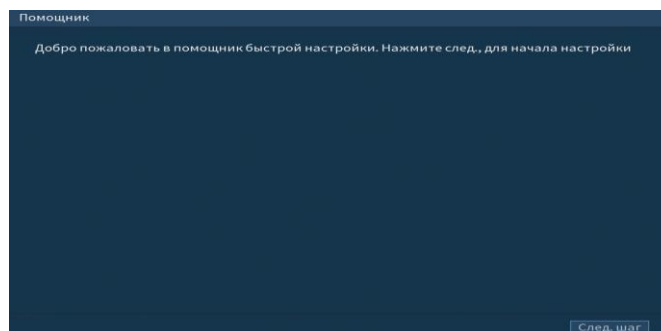 Помощник
Добро пожаловать в помощник быстрой настройки. Нажмите след., для начала настройки
След. шаг